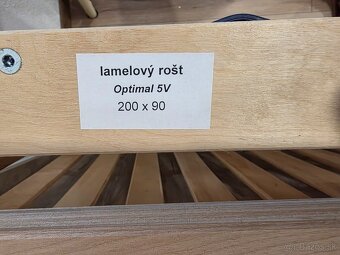 lamelový rošt
Optimal 5V
200 x 90